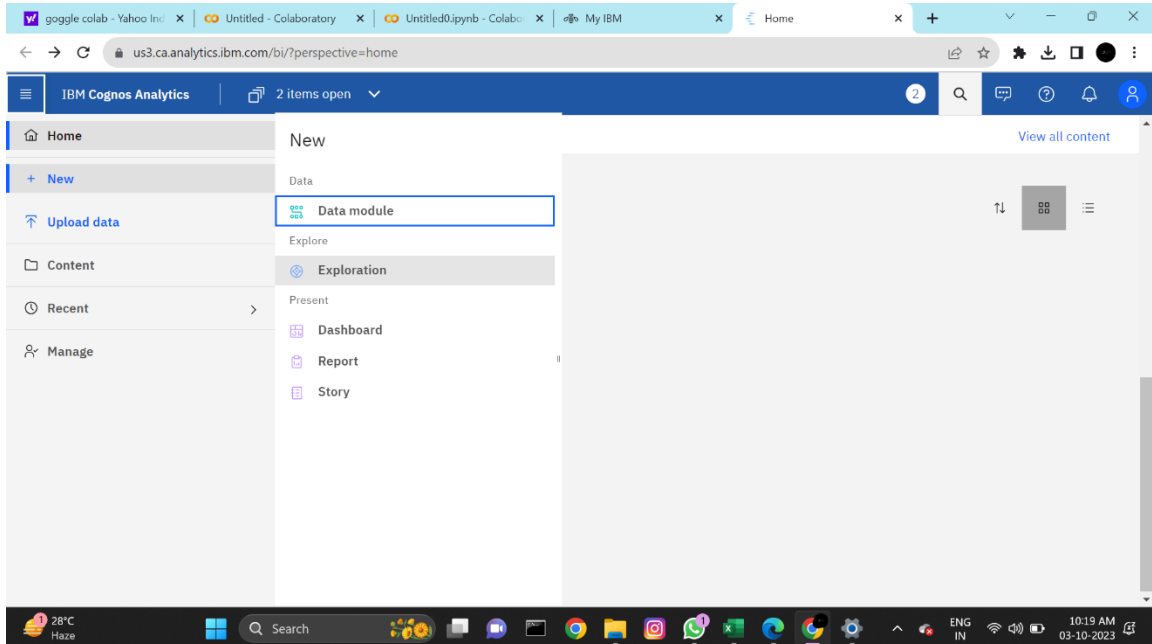 goggle colab - Yahoo Ind
Untitled - Colaboratory
Untitled0.ipynb - Colabo
My IBM
Home
us3.ca.analytics.ibm.com/bi/?perspective=home
IBM Cognos Analytics
2 items open
2
Home
New
View all content
+ New
Data
Data module
Upload data
Explore
Content
Exploration
Recent
Present
Dashboard
Manage
Report
Story
1
28°C
Haze
Search
1
ENG
IN
10:19 AM
03-10-2023